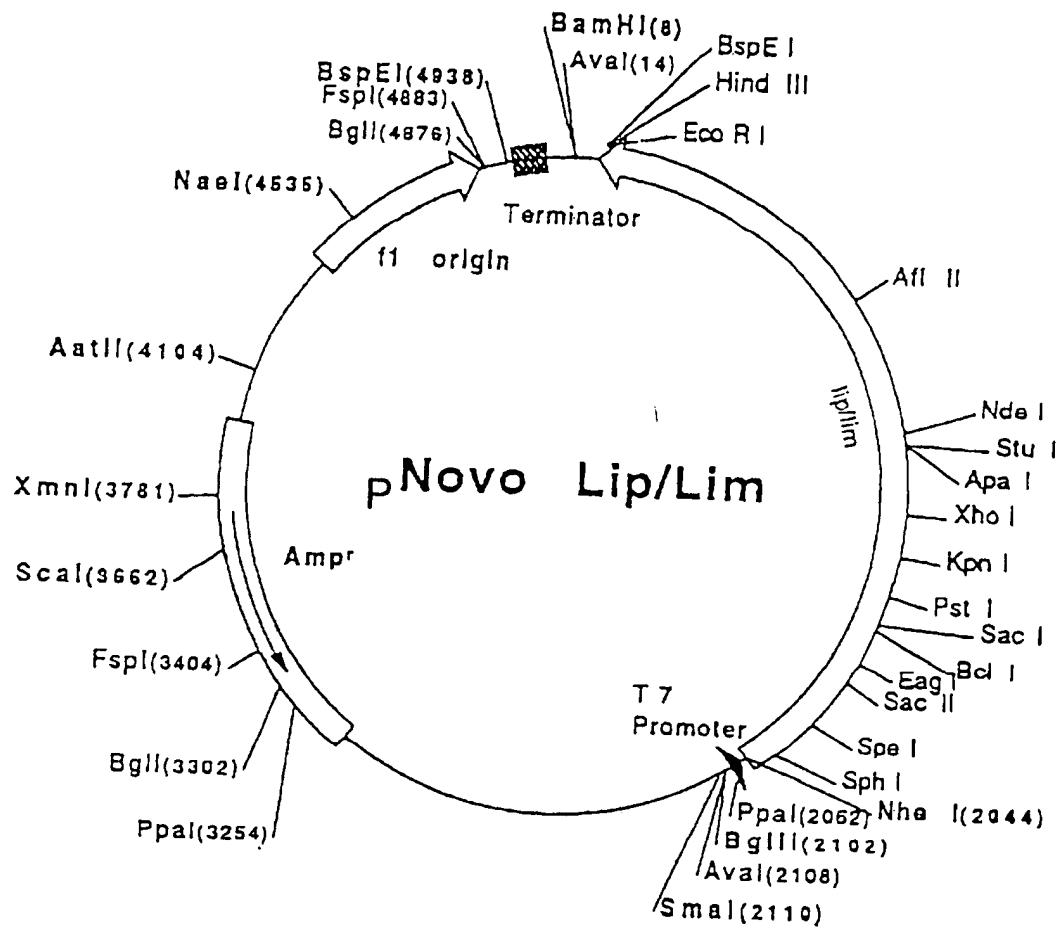 BamHI(8)
AvaI(14)
BspE I
Hind III
Eco R I
BspEI(4938)
FspI(4883)
BglI(4876)
NaeI(4535)
Terminator
f1 origin
Afl II
AatII(4104)
lip/lim
Nde I
Stu I
Apa I
Xho I
Kpn I
Pst I
Sac I
Bcl I
Eag I
Sac II
Spe I
Sph I
Nhe I(2044)
XmnI(3781)
pNovo Lip/Lim
Ampr
ScaI(3662)
FspI(3404)
T7
Promoter
BglI(3302)
PpaI(3254)
PpaI(2062)
BglII(2102)
AvaI(2108)
SmaI(2110)